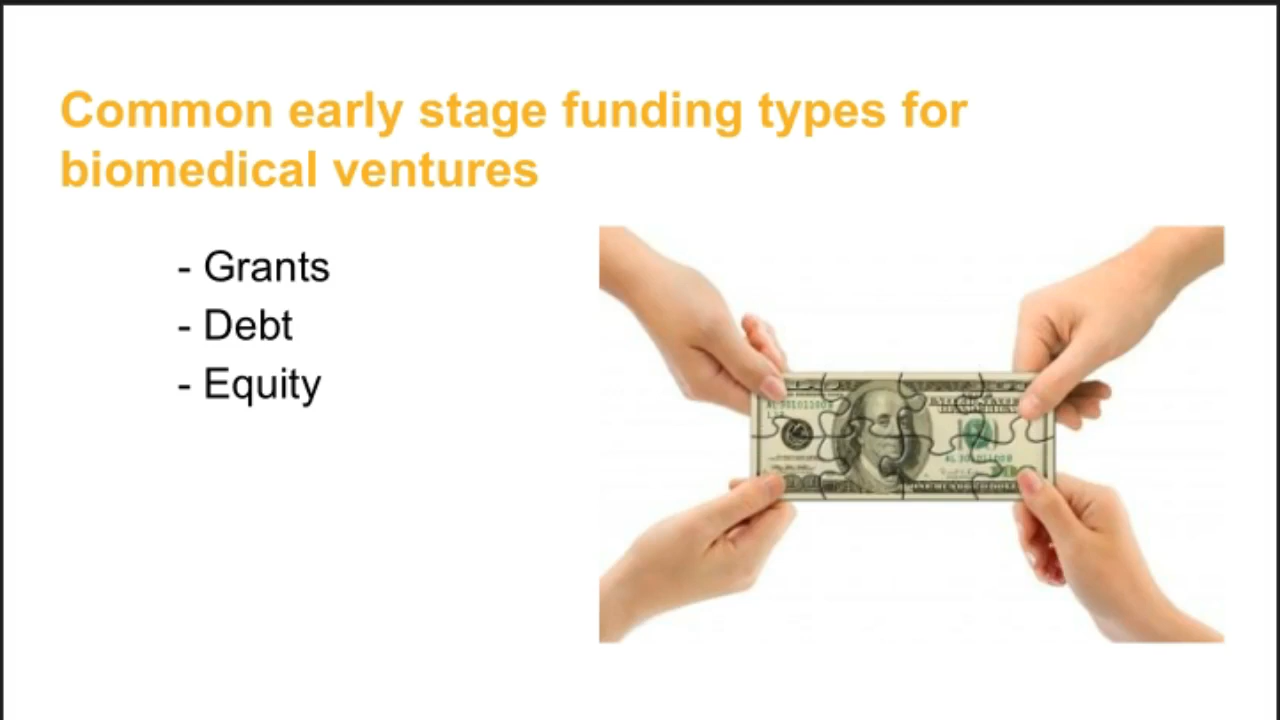 Common early stage funding types for
biomedical ventures
- Grants
- Debt
- Equity